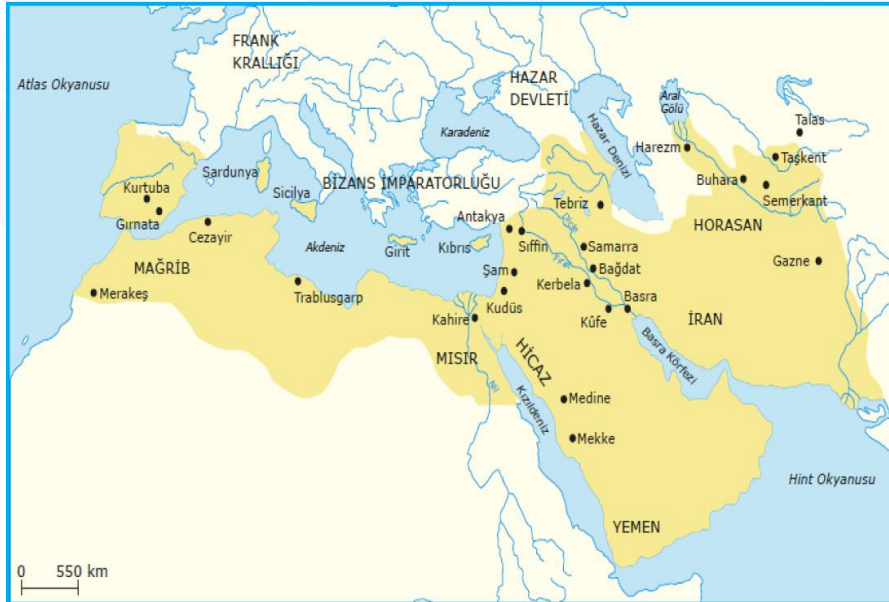 FRANK
KRALLIĞI
Atlas Okyanusu
HAZAR
DEVLETİ
Aral
Gölü
Talas
Karadeniz
Hazar Denizi
Harezm
Taşkent
Sardunya
Buhara
Kurtuba
Sicilya
BİZANS İMPARATORLUĞU
Semerkant
Tebriz
Gırnata
Antakya
Dicle
HORASAN
Cezayir
Akdeniz
Girit
Kıbrıs
Sıffin
Samarra
Gazne
MAĞRİB
Şam
Fırat
Bağdat
Kerbela
Merakeş
Trablusgarp
Kudüs
Basra
Kahire
Kûfe
İRAN
MISIR
HİCAZ
Basra Körfezi
Nil
Kızıldeniz
Medine
Mekke
Hint Okyanusu
YEMEN
0 550 km